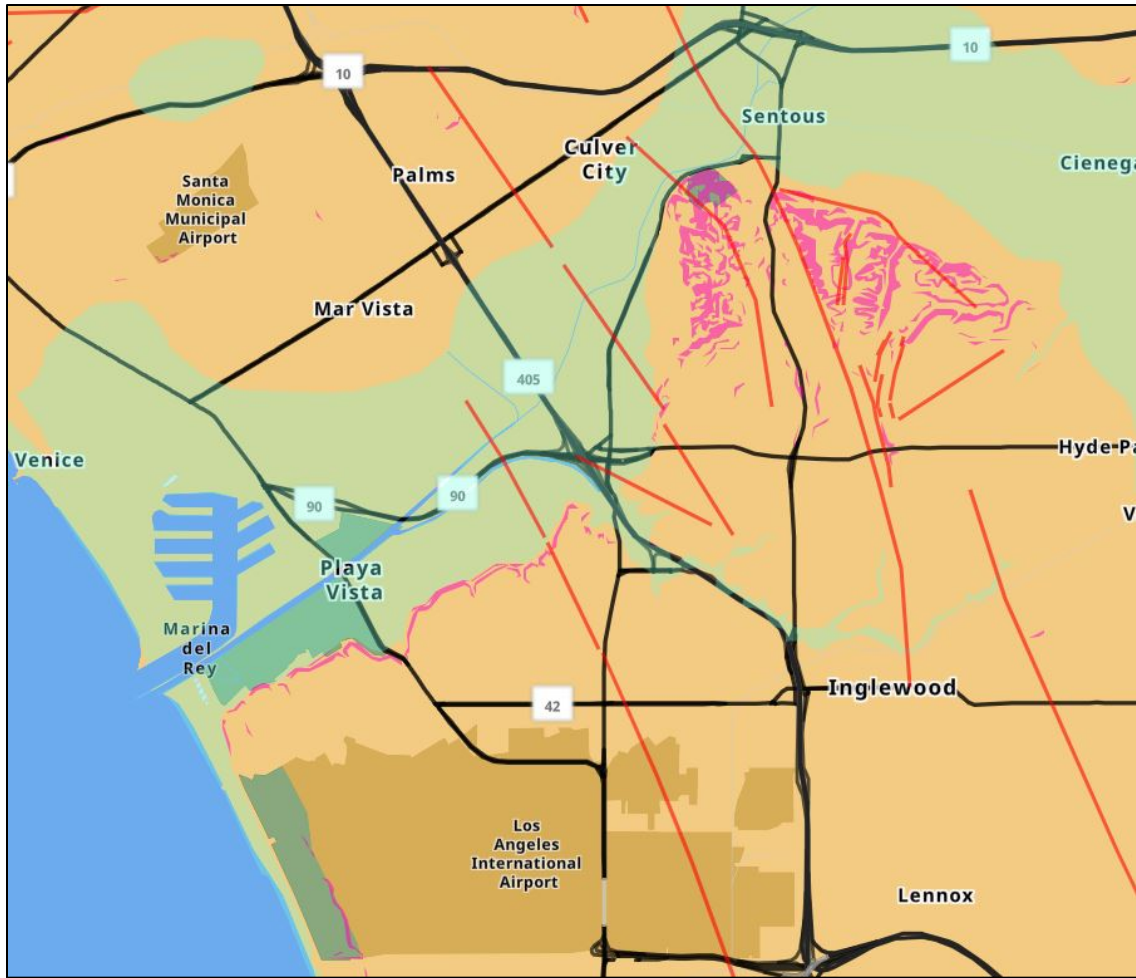 10
10
Sentous
Culver
City
Cieneg
Palms
Santa
Monica
Municipal
Airport
Mar Vista
405
Hyde Pa
Venice
90
90
V
Playa
Vista
Marina
del
Rey
Inglewood
42
Los
Angeles
International
Airport
Lennox